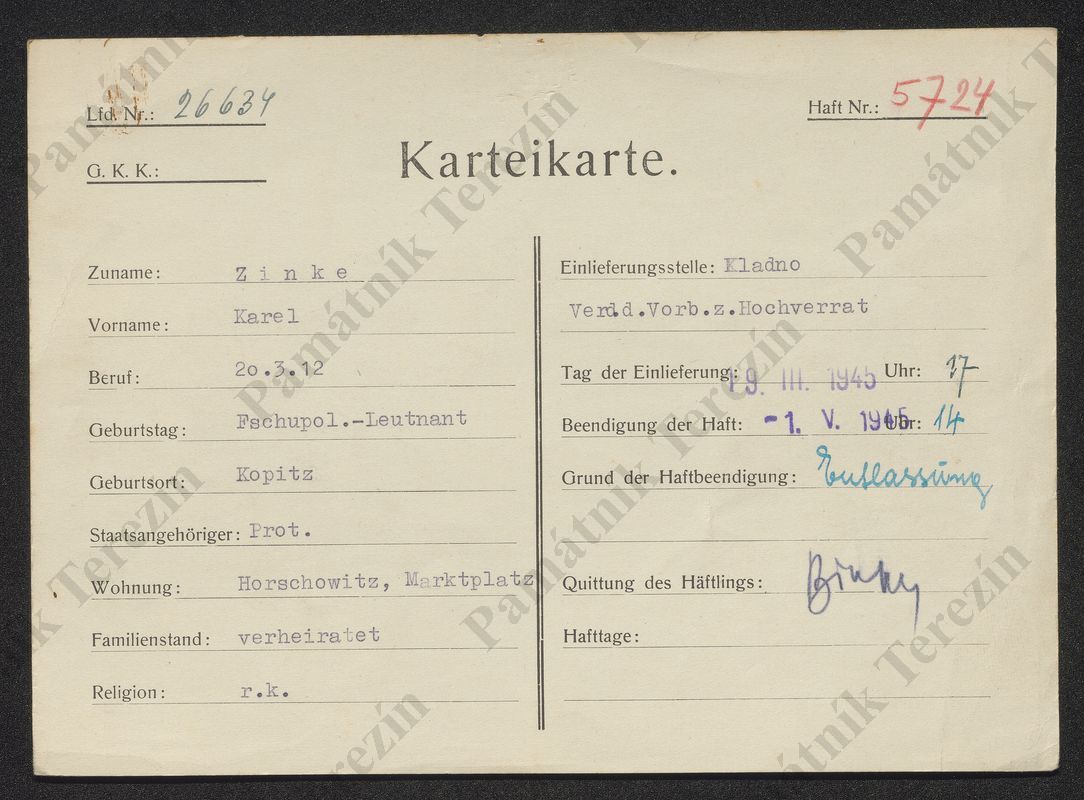 Lfd. Nr.: 26634
Haft Nr.: 5724
G. K. K.:
Karteikarte.
Zuname: Zinke
Vorname: Karel
Beruf: 2o.3.12
Geburtstag: Fschupol.-Leutnant
Geburtsort: Kopitz
Staatsangehöriger: Prot.
Wohnung: Horschowitz, Marktplatz
Familienstand: verheiratet
Religion: r.k.
Einlieferungsstelle: Kladno
Verd.d.Vorb.z.Hochverrat
Tag der Einlieferung: 19. III. 1945 Uhr: 17
Beendigung der Haft: -1. V. 1945 Uhr: 14
Grund der Haftbeendigung: Entlassung
Quittung des Häftlings:
Hafttage:
Památník Terezín